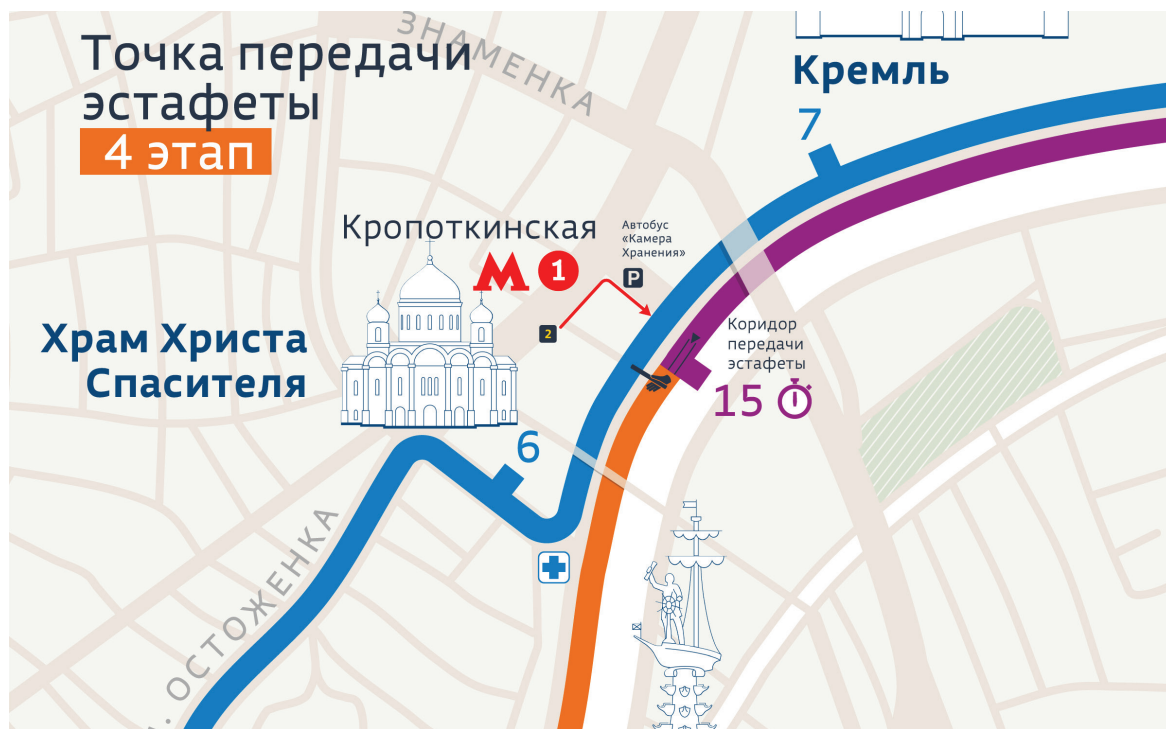 Точка передачи
эстафеты
4 этап
ЗНАМЕНКА
Кремль
7
Кропоткинская
М 1
Автобус
«Камера
Хранения»
P
2
Храм Христа
Спасителя
Коридор
передачи
эстафеты
15
6
. ОСТОЖЕНКА